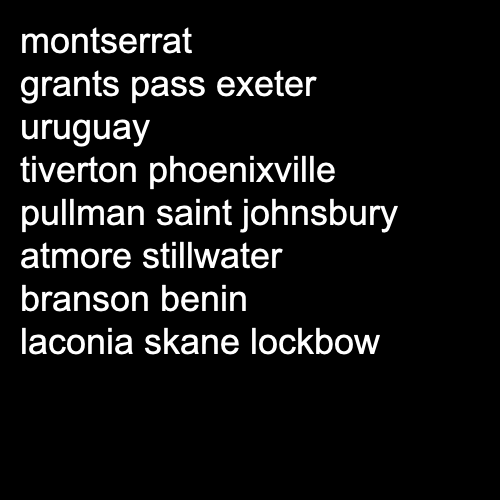 montserrat
grants pass exeter
uruguay
tiverton phoenixville
pullman saint johnsbury
atmore stillwater
branson benin
laconia skane lockbow